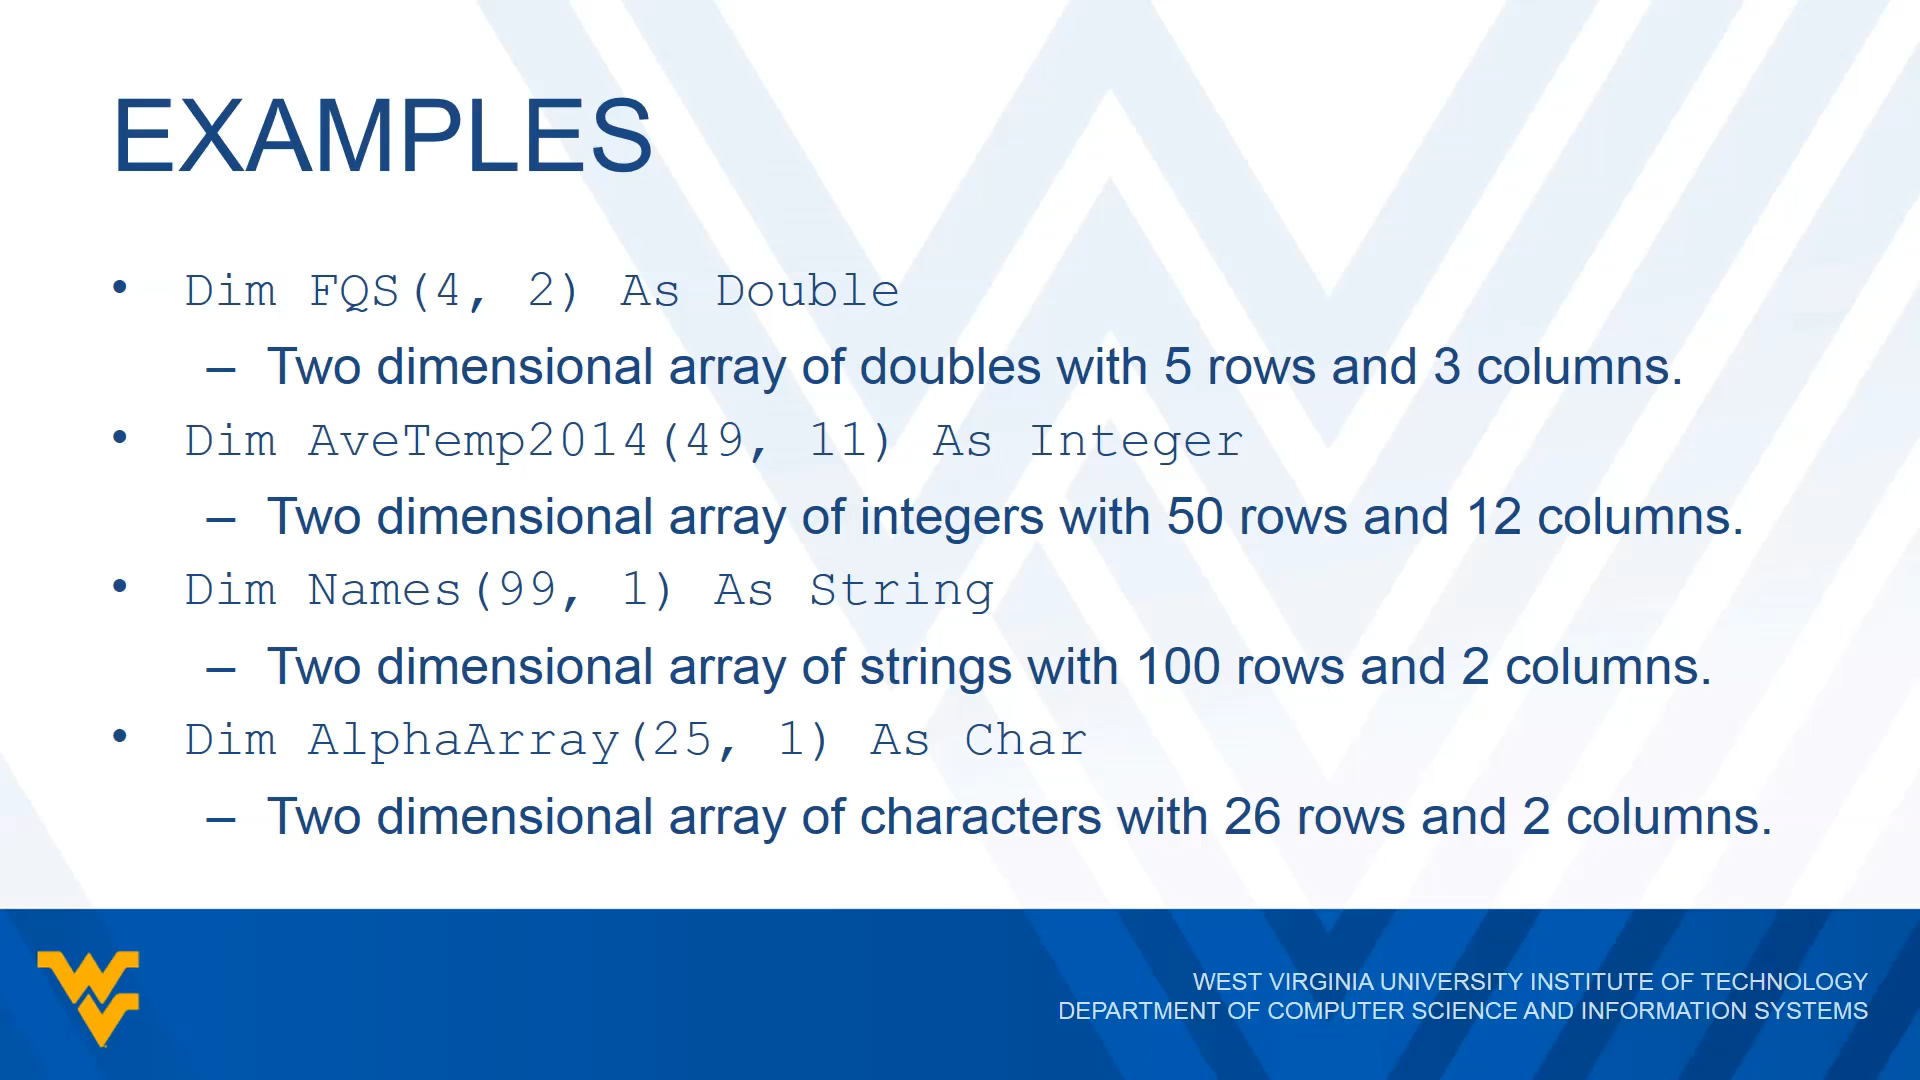 EXAMPLES
• Dim FQS(4, 2) As Double
– Two dimensional array of doubles with 5 rows and 3 columns.
• Dim AveTemp2014(49, 11) As Integer
– Two dimensional array of integers with 50 rows and 12 columns.
• Dim Names(99, 1) As String
– Two dimensional array of strings with 100 rows and 2 columns.
• Dim AlphaArray(25, 1) As Char
– Two dimensional array of characters with 26 rows and 2 columns.
WEST VIRGINIA UNIVERSITY INSTITUTE OF TECHNOLOGY
DEPARTMENT OF COMPUTER SCIENCE AND INFORMATION SYSTEMS